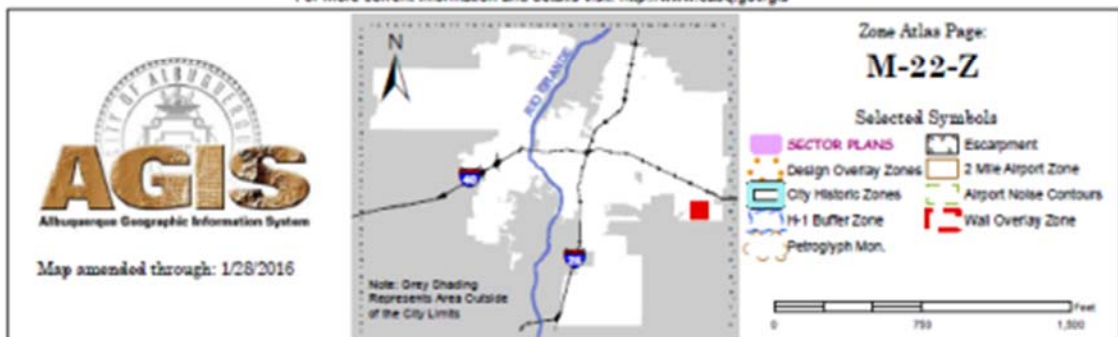 CITY OF ALBUQUERQUE
AGIS
Albuquerque Geographic Information System
Map amended through: 1/28/2016
N
RIO GRANDE
40
25
Note: Grey Shading
Represents Area Outside
of the City Limits
Zone Atlas Page:
M-22-Z
Selected Symbols
SECTOR PLANS
Design Overlay Zones
City Historic Zones
H-1 Buffer Zone
Petroglyph Mon.
Escarpment
2 Mile Airport Zone
Airport Noise Contours
Wall Overlay Zone
Feet
0 750 1,500